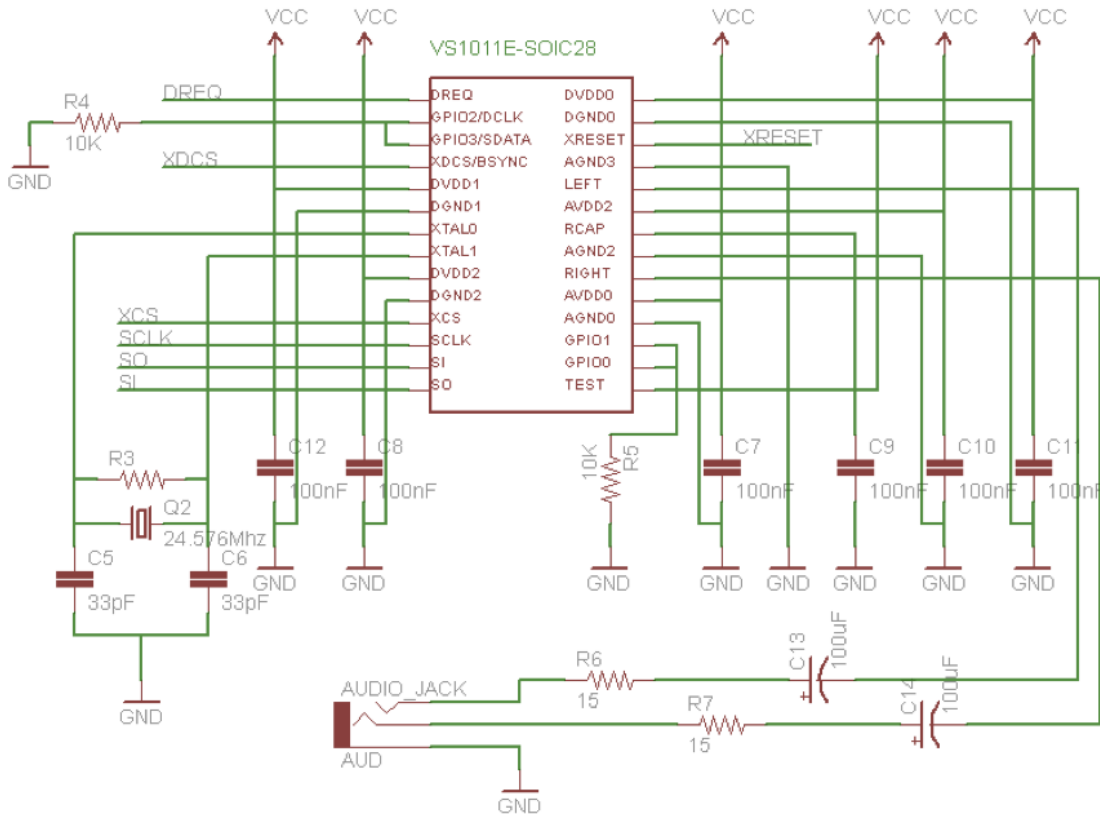 VCC VCC VCC VCC VCC VCC
VS1011E-SOIC28
DREQ
R4
10K
GND
XDCS
XCS
SCLK
SO
SI
DREQ
GPIO2/DCLK
GPIO3/SDATA
XDCS/BSYNC
DVDD1
DGND1
XTAL0
XTAL1
DVDD2
DGND2
XCS
SCLK
SI
SO
DVDD0
DGND0
XRESET
AGND3
LEFT
AVDD2
RCAP
AGND2
RIGHT
AVDD0
AGND0
GPIO1
GPIO0
TEST
XRESET
R3
Q2
24.576Mhz
C5
33pF
C6
33pF
GND
C12
100nF
GND
C8
100nF
GND
R5
10K
GND
C7
100nF
GND
GND
C9
100nF
GND
C10
100nF
GND
C11
100nF
GND
R6
15
C13
100uF
R7
15
C14
100uF
AUDIO_JACK
AUD
GND